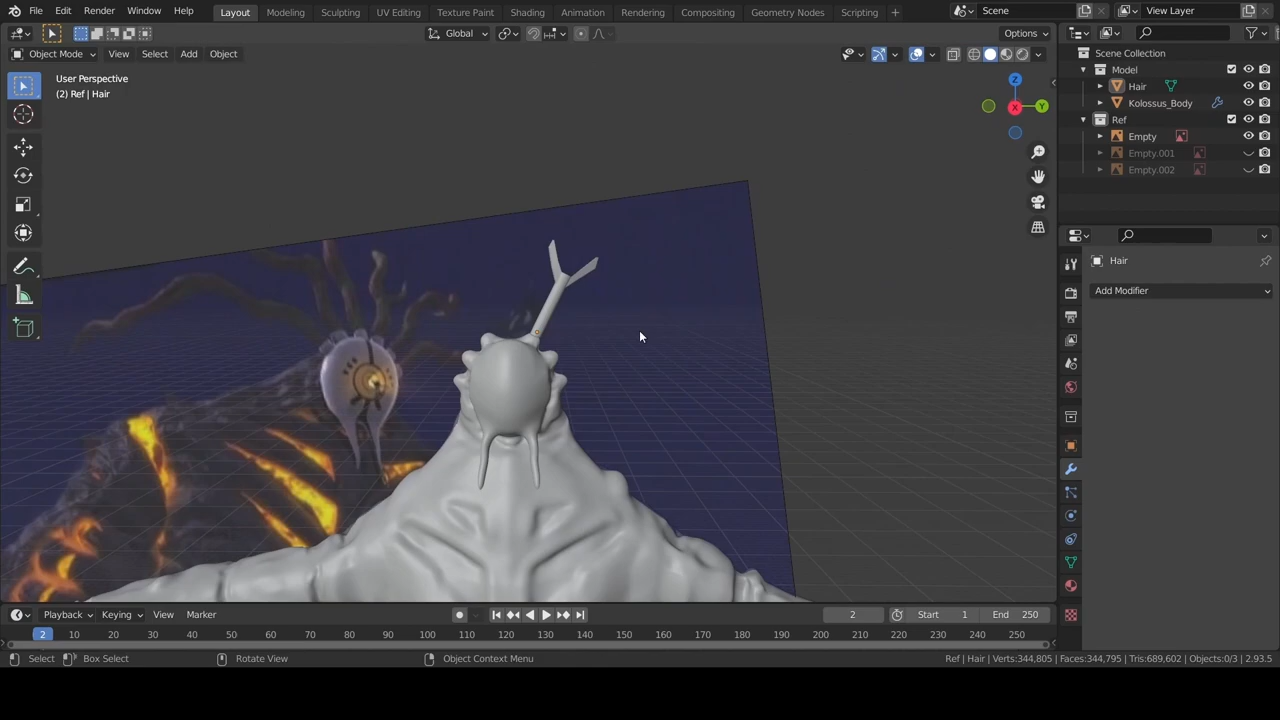 File Edit Render Window Help Layout Modeling Sculpting UV Editing Texture Paint Shading Animation Rendering Compositing Geometry Nodes Scripting + Scene View Layer
Global Options
Object Mode View Select Add Object
User Perspective
(2) Ref | Hair
Z
X
Y
Scene Collection
Model
Hair
Kolossus_Body
Ref
Empty
Empty.001
Empty.002
Hair
Add Modifier
Playback Keying View Marker 2 Start 1 End 250
2 10 20 30 40 50 60 70 80 90 100 110 120 130 140 150 160 170 180 190 200 210 220 230 240 250
Select Box Select Rotate View Object Context Menu Ref | Hair | Verts:344,805 | Faces:344,795 | Tris:689,602 | Objects:0/3 | 2.93.5